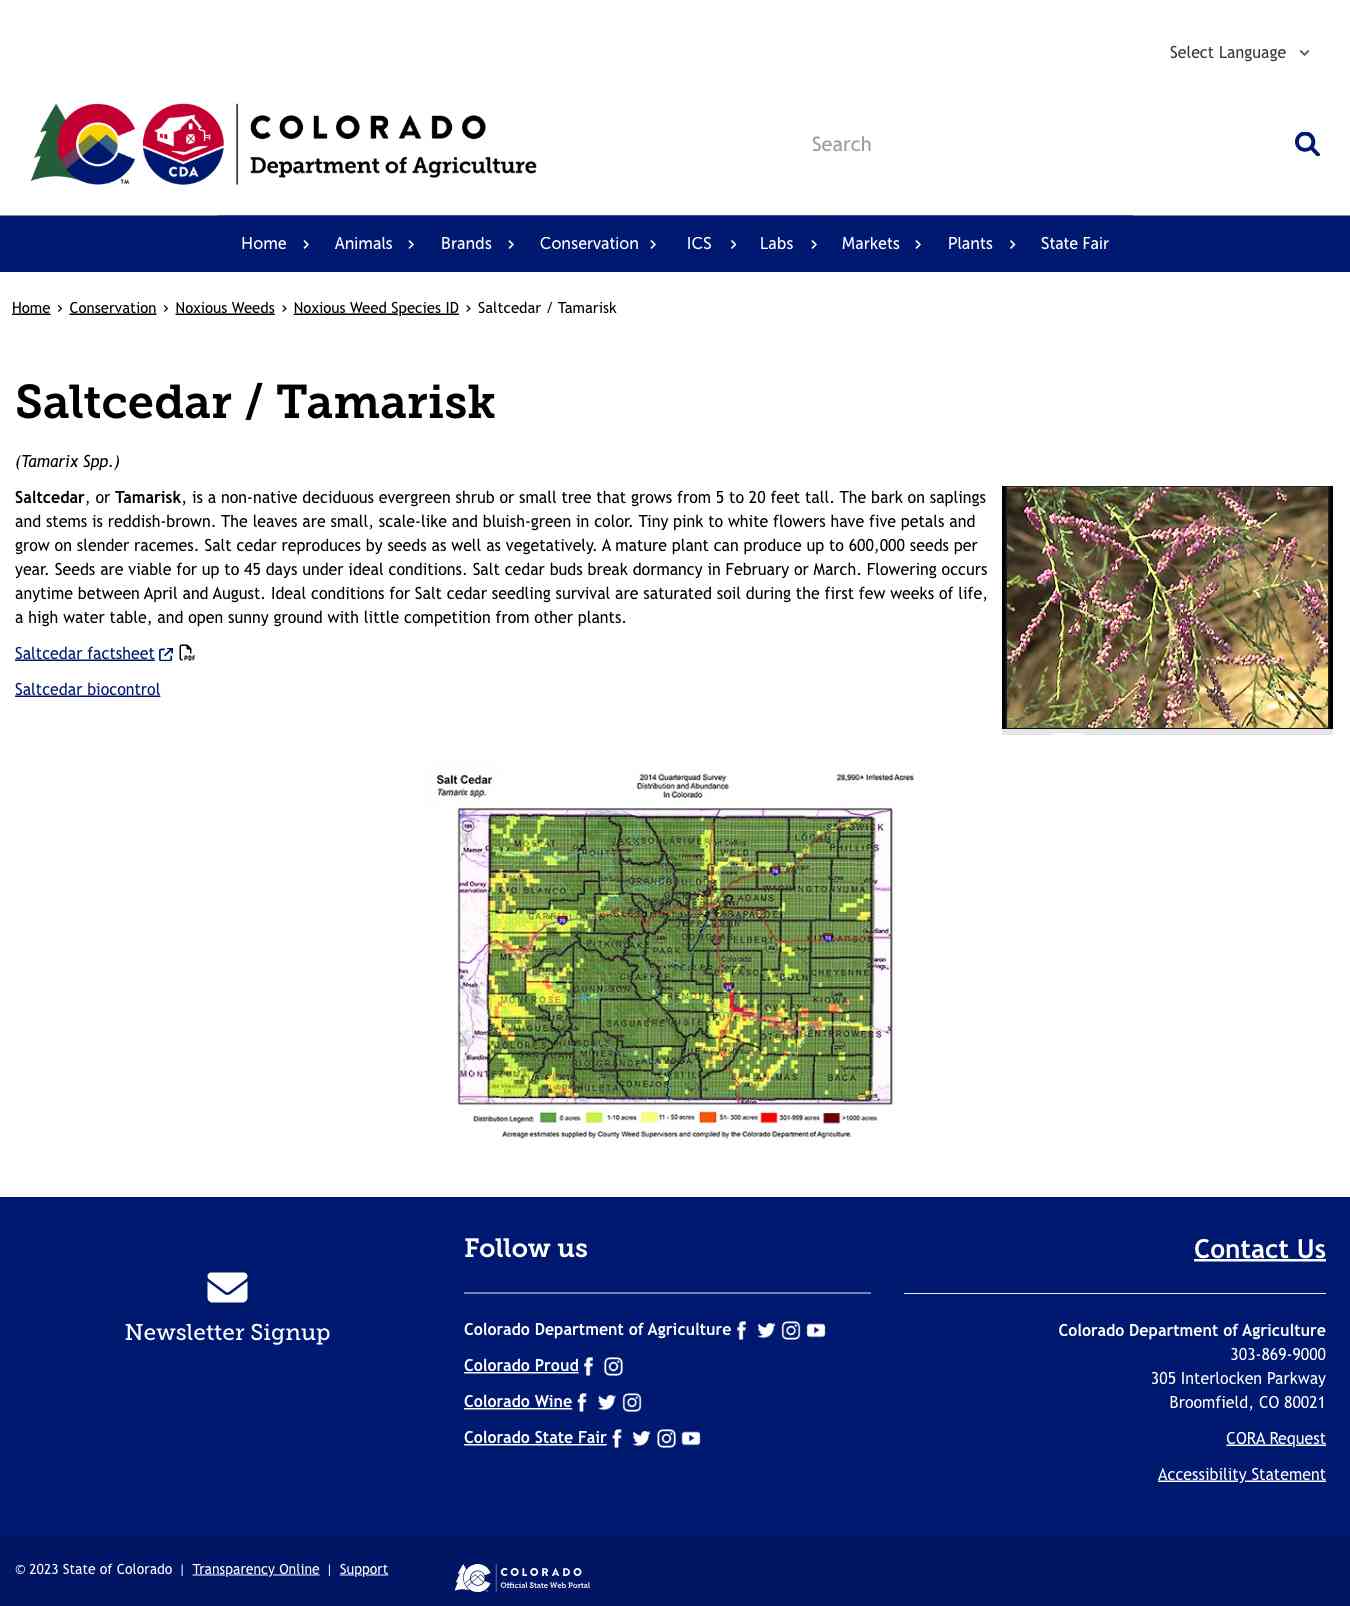 Select Language
COLORADO
Department of Agriculture
CDA
TM
Search
Home
Animals
Brands
Conservation
ICS
Labs
Markets
Plants
State Fair
Home › Conservation › Noxious Weeds › Noxious Weed Species ID › Saltcedar / Tamarisk
Saltcedar / Tamarisk
(Tamarix Spp.)
Saltcedar, or Tamarisk, is a non-native deciduous evergreen shrub or small tree that grows from 5 to 20 feet tall. The bark on saplings
and stems is reddish-brown. The leaves are small, scale-like and bluish-green in color. Tiny pink to white flowers have five petals and
grow on slender racemes. Salt cedar reproduces by seeds as well as vegetatively. A mature plant can produce up to 600,000 seeds per
year. Seeds are viable for up to 45 days under ideal conditions. Salt cedar buds break dormancy in February or March. Flowering occurs
anytime between April and August. Ideal conditions for Salt cedar seedling survival are saturated soil during the first few weeks of life,
a high water table, and open sunny ground with little competition from other plants.
Saltcedar factsheet PDF
Saltcedar biocontrol
Salt Cedar
Tamarix spp.
2014 Quarterquad Survey
Distribution and Abundance
In Colorado
28,990+ Infested Acres
Distribution Legend: 0 acres 1-10 acres 11 - 50 acres 51- 300 acres 301-999 acres >1000 acres
Acreage estimates supplied by County Weed Supervisors and compiled by the Colorado Department of Agriculture.
Newsletter Signup
Follow us
Colorado Department of Agriculture
Colorado Proud
Colorado Wine
Colorado State Fair
Contact Us
Colorado Department of Agriculture
303-869-9000
305 Interlocken Parkway
Broomfield, CO 80021
CORA Request
Accessibility Statement
© 2023 State of Colorado | Transparency Online | Support
COLORADO
Official State Web Portal